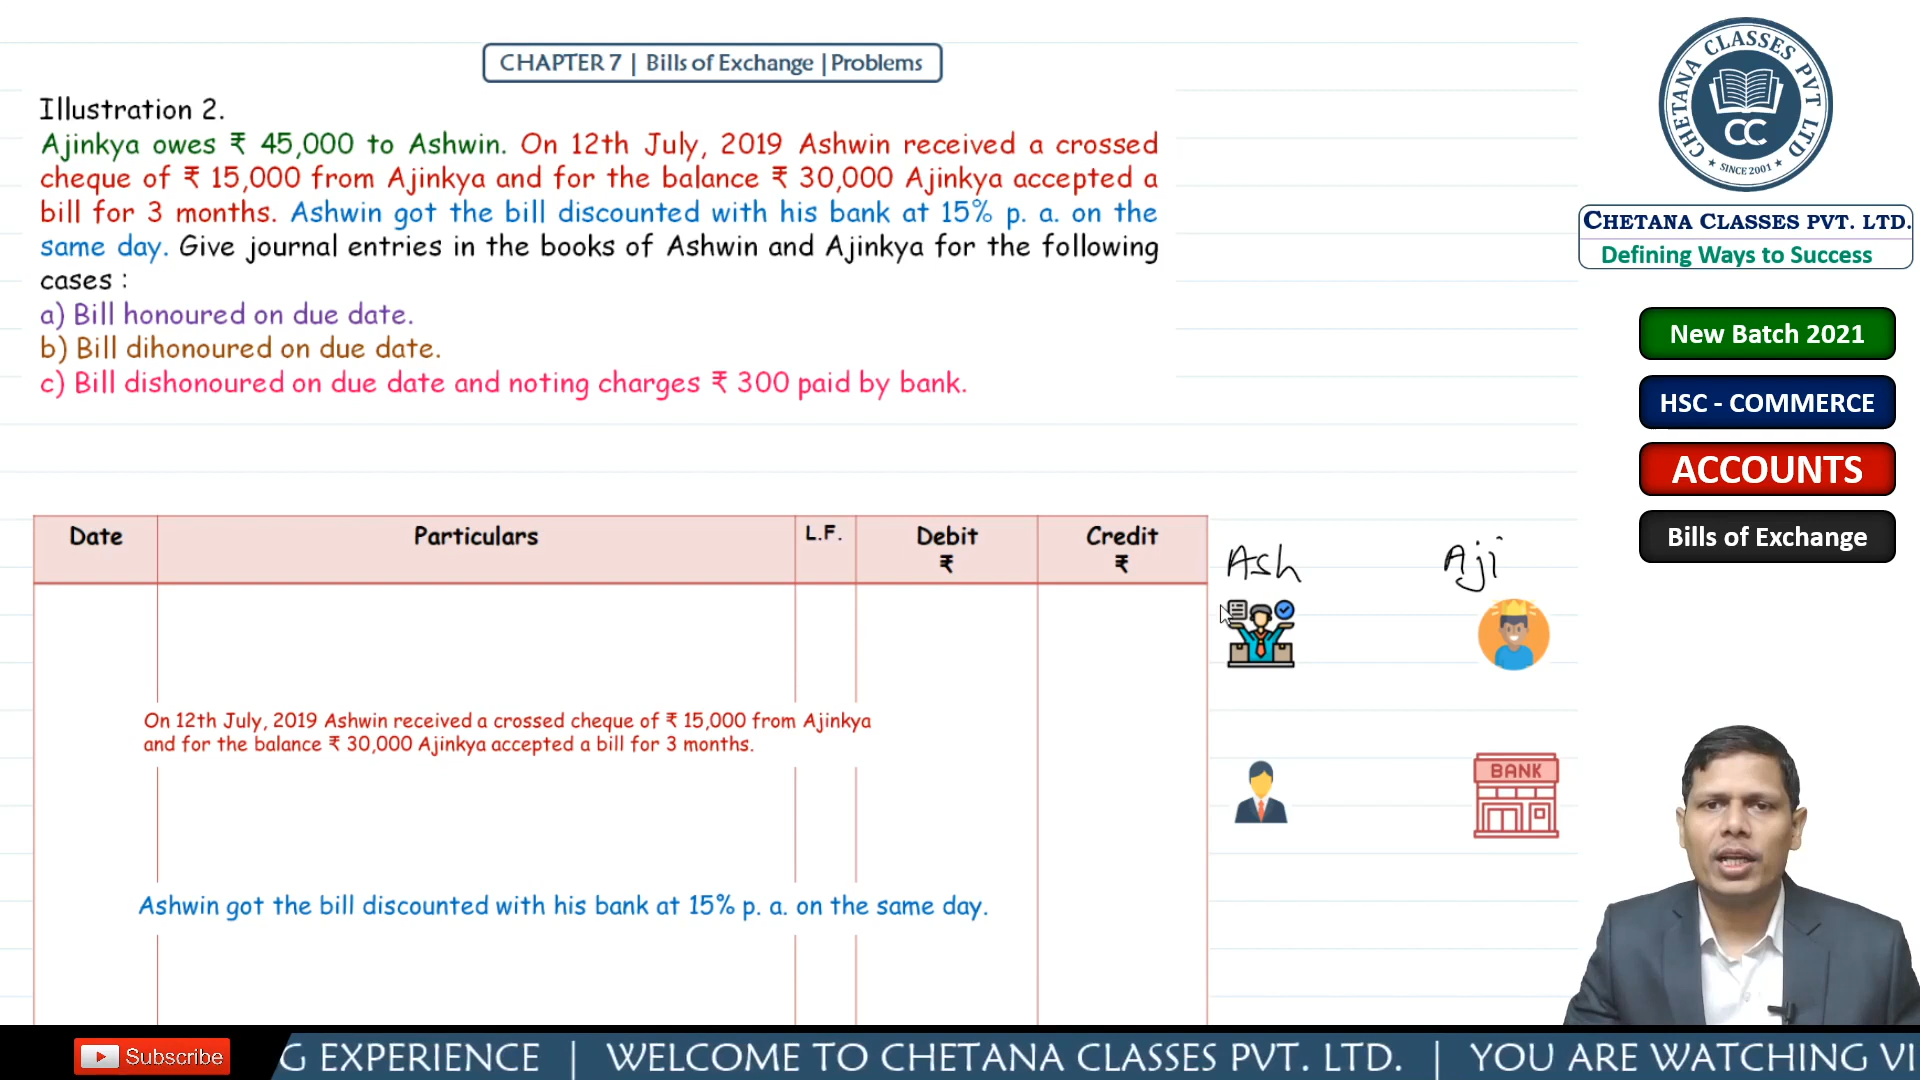 CHAPTER 7 | Bills of Exchange | Problems
Illustration 2.
Ajinkya owes ₹ 45,000 to Ashwin. On 12th July, 2019 Ashwin received a crossed
cheque of ₹ 15,000 from Ajinkya and for the balance ₹ 30,000 Ajinkya accepted a
bill for 3 months. Ashwin got the bill discounted with his bank at 15% p. a. on the
same day. Give journal entries in the books of Ashwin and Ajinkya for the following
cases :
a) Bill honoured on due date.
b) Bill dihonoured on due date.
c) Bill dishonoured on due date and noting charges ₹ 300 paid by bank.
Date Particulars L.F. Debit ₹ Credit ₹
On 12th July, 2019 Ashwin received a crossed cheque of ₹ 15,000 from Ajinkya
and for the balance ₹ 30,000 Ajinkya accepted a bill for 3 months.
Ashwin got the bill discounted with his bank at 15% p. a. on the same day.
Ash Aji
BANK
CHETANA CLASSES PVT LTD
CC
★ SINCE 2001 ★
CHETANA CLASSES PVT. LTD.
Defining Ways to Success
New Batch 2021
HSC - COMMERCE
ACCOUNTS
Bills of Exchange
Subscribe
G EXPERIENCE | WELCOME TO CHETANA CLASSES PVT. LTD. | YOU ARE WATCHING VI